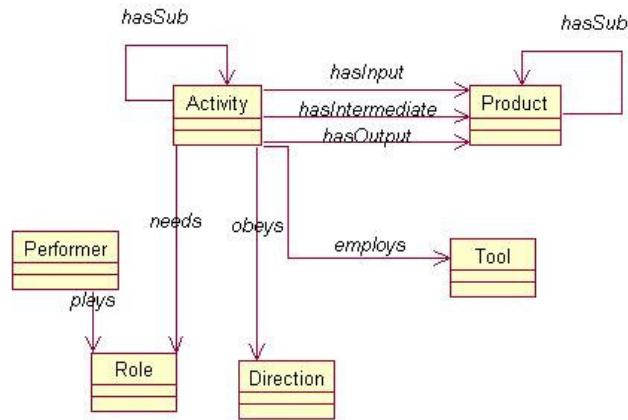 hasSub
hasSub
hasInput
Activity
Product
hasIntermediate
hasOutput
needs
obeys
Performer
employs
Tool
plays
Role
Direction